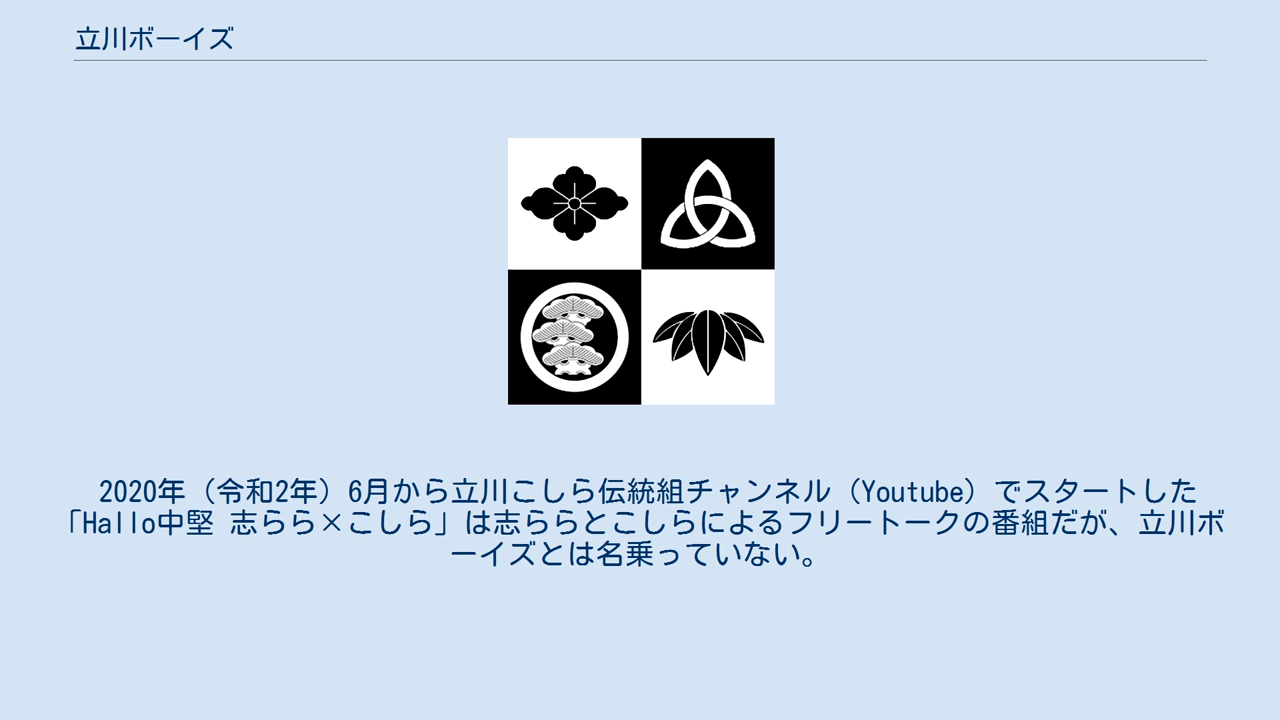 立川ボーイズ
2020年（令和2年）6月から立川こしら伝統組チャンネル（Youtube）でスタートした
「Hallo中堅 志らら×こしら」は志ららとこしらによるフリートークの番組だが、立川ボ
ーイズとは名乗っていない。